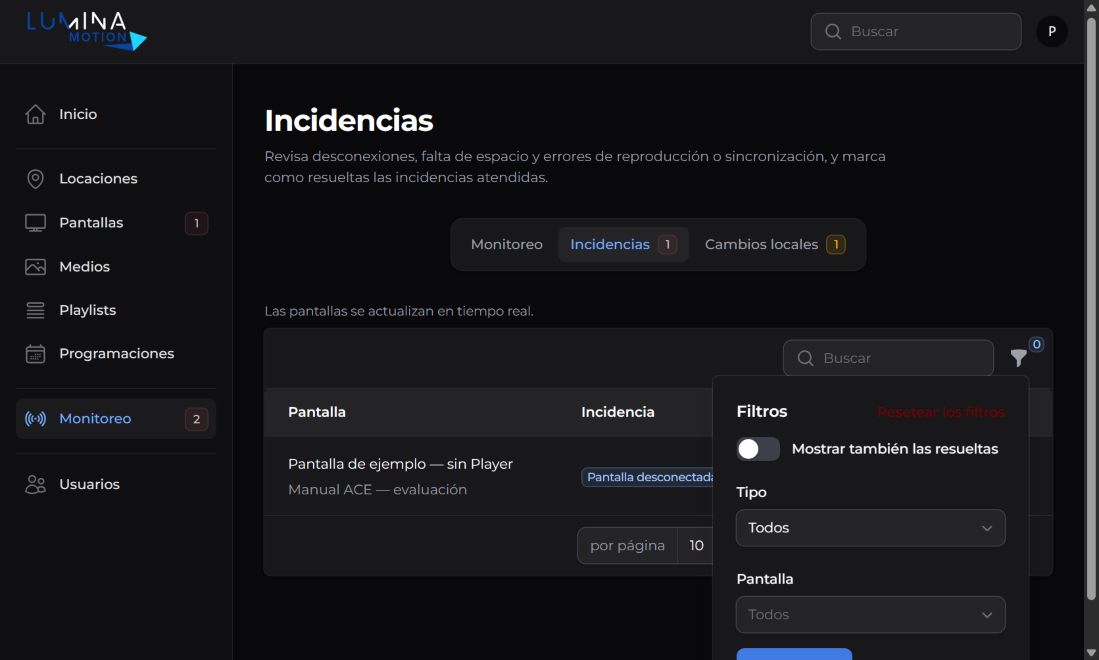 LUMINA
MOTION
Buscar
P
Inicio
Locaciones
Pantallas 1
Medios
Playlists
Programaciones
Monitoreo 2
Usuarios
Incidencias
Revisa desconexiones, falta de espacio y errores de reproducción o sincronización, y marca
como resueltas las incidencias atendidas.
Monitoreo Incidencias 1 Cambios locales 1
Las pantallas se actualizan en tiempo real.
Buscar 0
Pantalla Incidencia
Pantalla de ejemplo — sin Player
Manual ACE — evaluación
Pantalla desconectada
por página 10
Filtros Resetear los filtros
Mostrar también las resueltas
Tipo
Todos
Pantalla
Todos